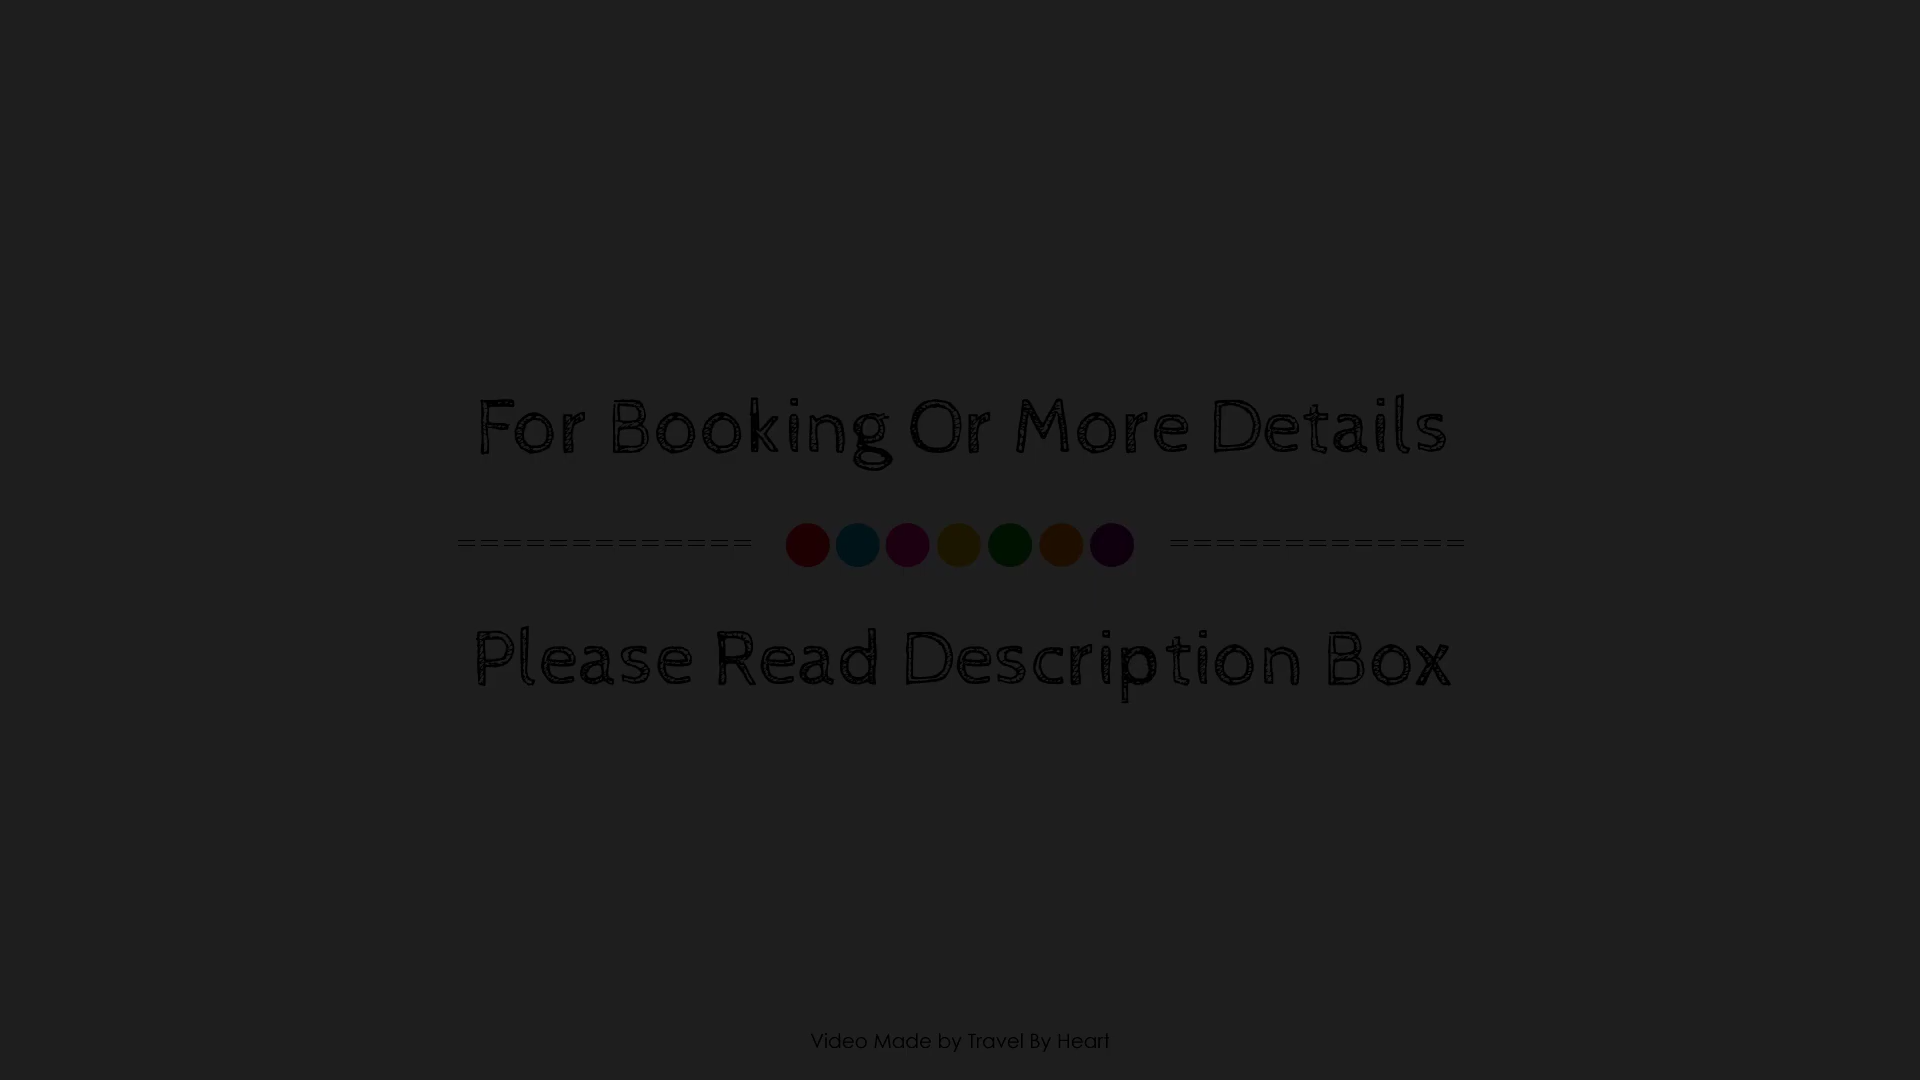 For Booking Or More Details
============= =============
Please Read Description Box
Video Made by Travel By Heart